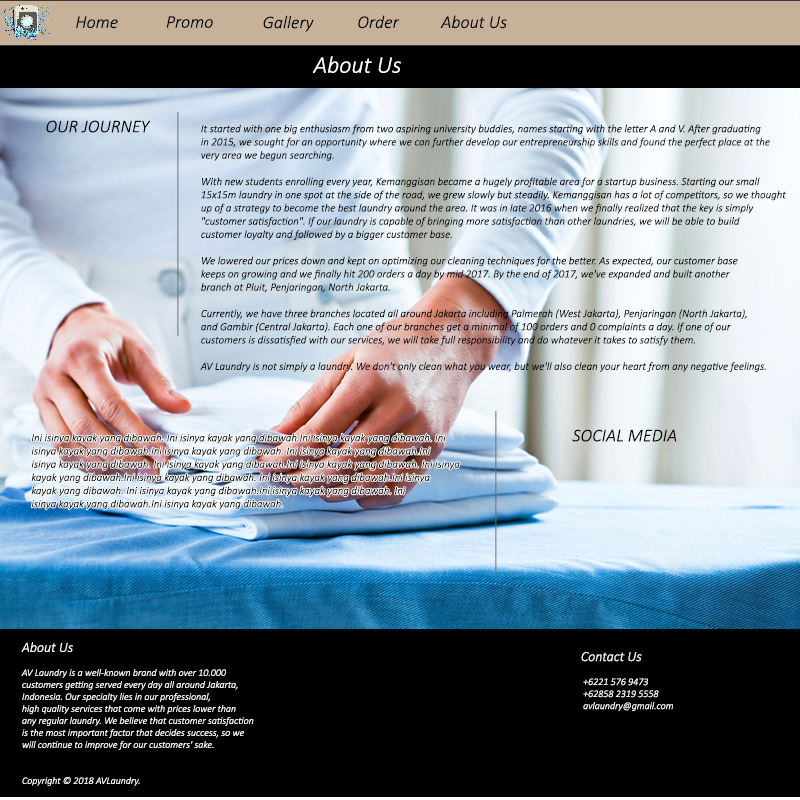 Home Promo Gallery Order About Us
About Us
OUR JOURNEY
It started with one big enthusiasm from two aspiring university buddies, names starting with the letter A and V. After graduating
in 2015, we sought for an opportunity where we can further develop our entrepreneurship skills and found the perfect place at the
very area we begun searching.
With new students enrolling every year, Kemanggisan became a hugely profitable area for a startup business. Starting our small
15x15m laundry in one spot at the side of the road, we grew slowly but steadily. Kemanggisan has a lot of competitors, so we thought
up of a strategy to become the best laundry around the area. It was in late 2016 when we finally realized that the key is simply
"customer satisfaction". If our laundry is capable of bringing more satisfaction than other laundries, we will be able to build
customer loyalty and followed by a bigger customer base.
We lowered our prices down and kept on optimizing our cleaning techniques for the better. As expected, our customer base
keeps on growing and we finally hit 200 orders a day by mid 2017. By the end of 2017, we've expanded and built another
branch at Pluit, Penjaringan, North Jakarta.
Currently, we have three branches located all around Jakarta including Palmerah (West Jakarta), Penjaringan (North Jakarta),
and Gambir (Central Jakarta). Each one of our branches get a minimal of 100 orders and 0 complaints a day. If one of our
customers is dissatisfied with our services, we will take full responsibility and do whatever it takes to satisfy them.
AV Laundry is not simply a laundry. We don't only clean what you wear, but we'll also clean your heart from any negative feelings.
Ini isinya kayak yang dibawah. Ini isinya kayak yang dibawah.Ini isinya kayak yang dibawah. Ini
isinya kayak yang dibawah.Ini isinya kayak yang dibawah. Ini isinya kayak yang dibawah.Ini
isinya kayak yang dibawah. Ini isinya kayak yang dibawah.Ini isinya kayak yang dibawah. Ini isinya
kayak yang dibawah.Ini isinya kayak yang dibawah. Ini isinya kayak yang dibawah.Ini isinya
kayak yang dibawah. Ini isinya kayak yang dibawah.Ini isinya kayak yang dibawah. Ini
isinya kayak yang dibawah.Ini isinya kayak yang dibawah.
SOCIAL MEDIA
About Us
AV Laundry is a well-known brand with over 10.000
customers getting served every day all around Jakarta,
Indonesia. Our specialty lies in our professional,
high quality services that come with prices lower than
any regular laundry. We believe that customer satisfaction
is the most important factor that decides success, so we
will continue to improve for our customers' sake.
Copyright © 2018 AVLaundry.
Contact Us
+6221 576 9473
+62858 2319 5558
avlaundry@gmail.com